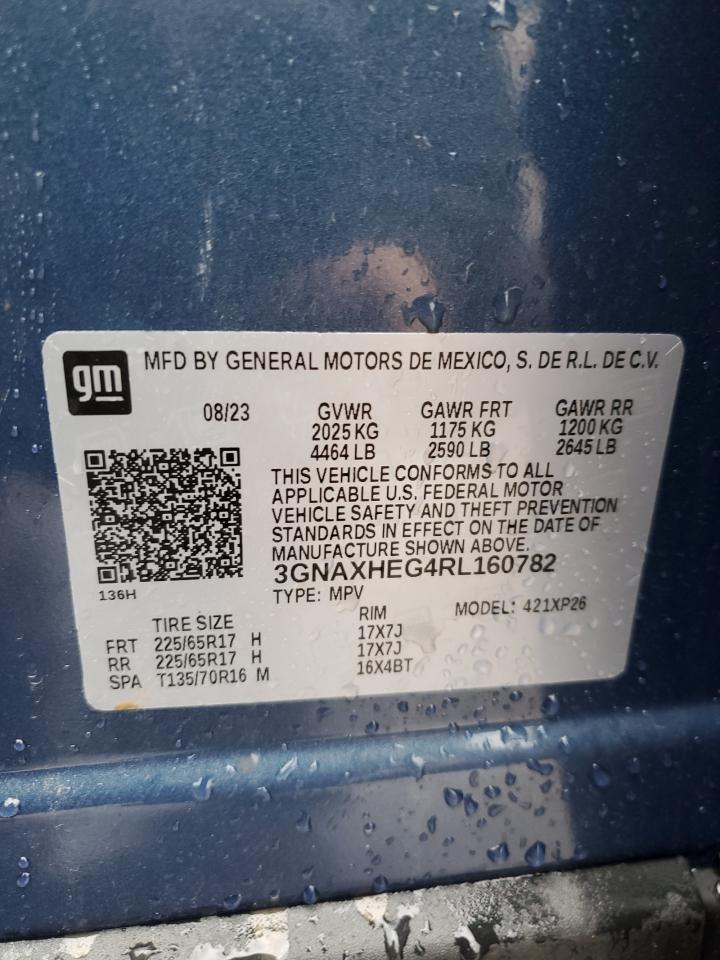 gm
MFD BY GENERAL MOTORS DE MEXICO, S. DE R.L. DE C.V.
08/23 GVWR GAWR FRT GAWR RR
2025 KG 1175 KG 1200 KG
4464 LB 2590 LB 2645 LB
THIS VEHICLE CONFORMS TO ALL
APPLICABLE U.S. FEDERAL MOTOR
VEHICLE SAFETY AND THEFT PREVENTION
STANDARDS IN EFFECT ON THE DATE OF
MANUFACTURE SHOWN ABOVE.
3GNAXHEG4RL160782
136H
TYPE: MPV MODEL: 421XP26
TIRE SIZE RIM
FRT 225/65R17 H 17X7J
RR 225/65R17 H 17X7J
SPA T135/70R16 M 16X4BT